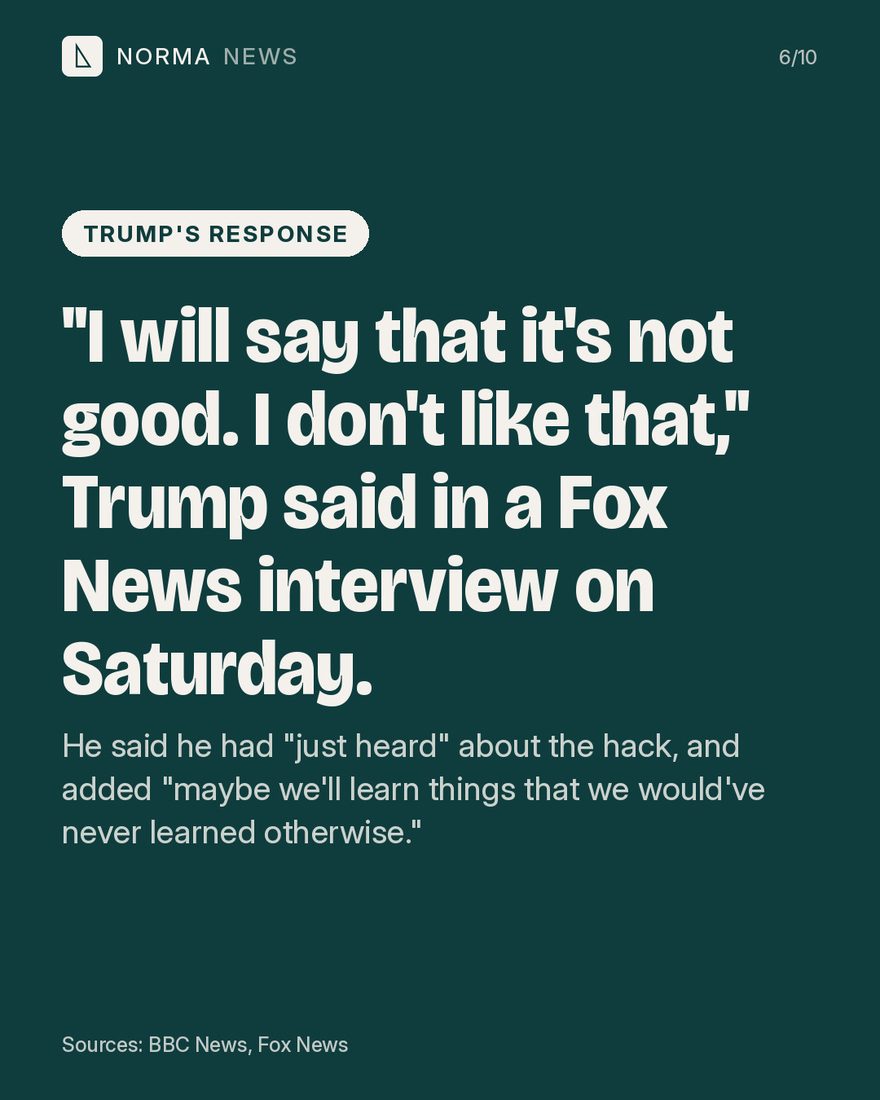 NORMA NEWS
6/10
TRUMP'S RESPONSE
"I will say that it's not
good. I don't like that,"
Trump said in a Fox
News interview on
Saturday.
He said he had "just heard" about the hack, and
added "maybe we'll learn things that we would've
never learned otherwise."
Sources: BBC News, Fox News